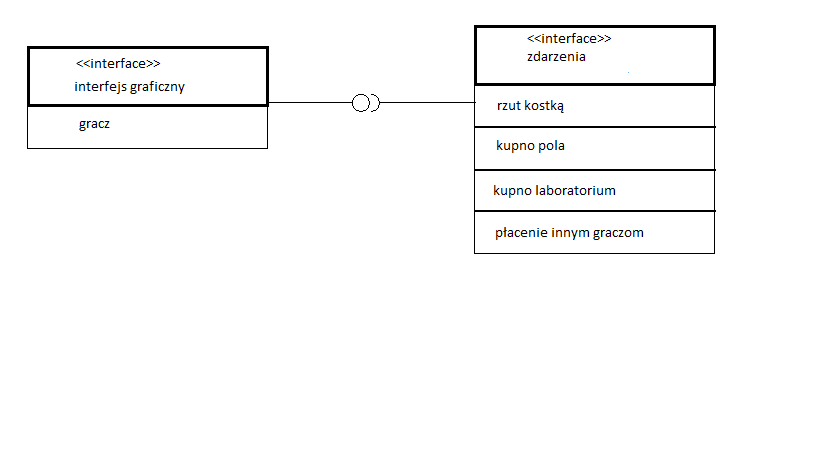 <<interface>>
interfejs graficzny
gracz
<<interface>>
zdarzenia
rzut kostką
kupno pola
kupno laboratorium
płacenie innym graczom